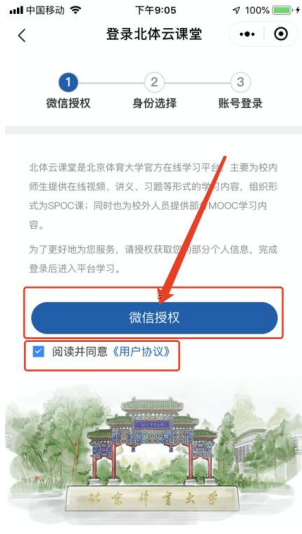 中国移动
下午9:05
100%
登录北体云课堂
1
2
3
微信授权
身份选择
账号登录
北体云课堂是北京体育大学官方在线学习平台，主要为校内
师生提供在线视频、讲义、习题等形式的学习内容，组织形
式为SPOC课；同时也为校外人员提供部分MOOC学习内
容。
为了更好地为您服务，请授权获取您的部分个人信息，完成
登录后进入平台学习。
微信授权
阅读并同意《用户协议》
北京体育大学